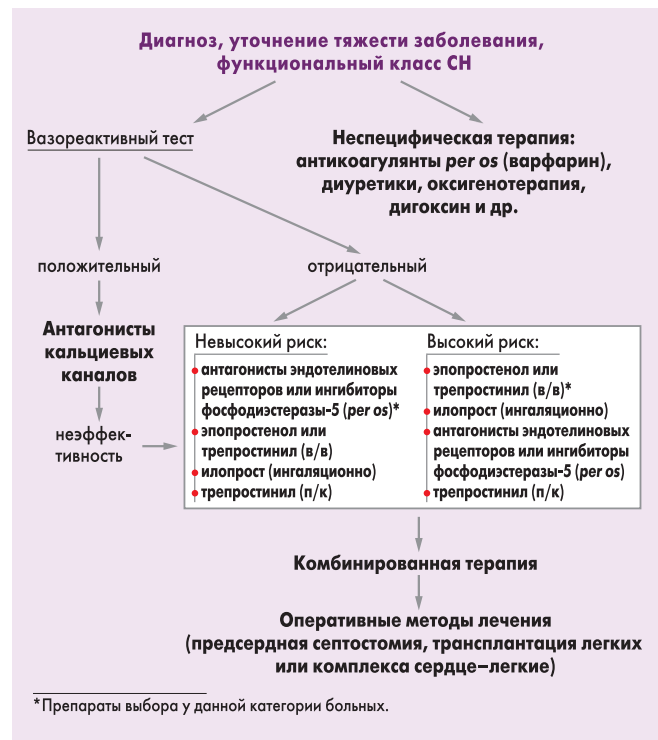 Диагноз, уточнение тяжести заболевания,
функциональный класс СН
Вазореактивный тест
Неспецифическая терапия:
антикоагулянты per os (варфарин),
диуретики, оксигенотерапия,
дигоксин и др.
положительный
отрицательный
Антагонисты
кальциевых
каналов
неэффек-
тивность
Невысокий риск:
• антагонисты эндотелиновых
рецепторов или ингибиторы
фосфодиэстеразы-5 (per os)*
• эпопростенол или
трепростинил (в/в)
• илопрост (ингаляционно)
• трепростинил (п/к)
Высокий риск:
• эпопростенол или
трепростинил (в/в)*
• илопрост (ингаляционно)
• антагонисты эндотелиновых
рецепторов или ингибиторы
фосфодиэстеразы-5 (per os)
• трепростинил (п/к)
Комбинированная терапия
Оперативные методы лечения
(предсердная септостомия, трансплантация легких
или комплекса сердце–легкие)
*Препараты выбора у данной категории больных.